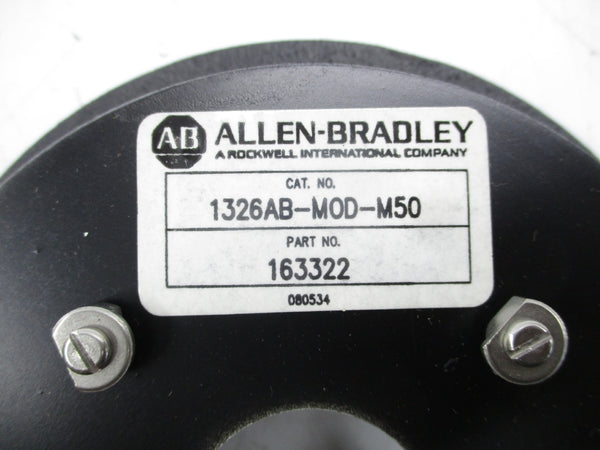 AB ALLEN-BRADLEY
A ROCKWELL INTERNATIONAL COMPANY
CAT. NO.
1326AB-MOD-M50
PART NO.
163322
080534